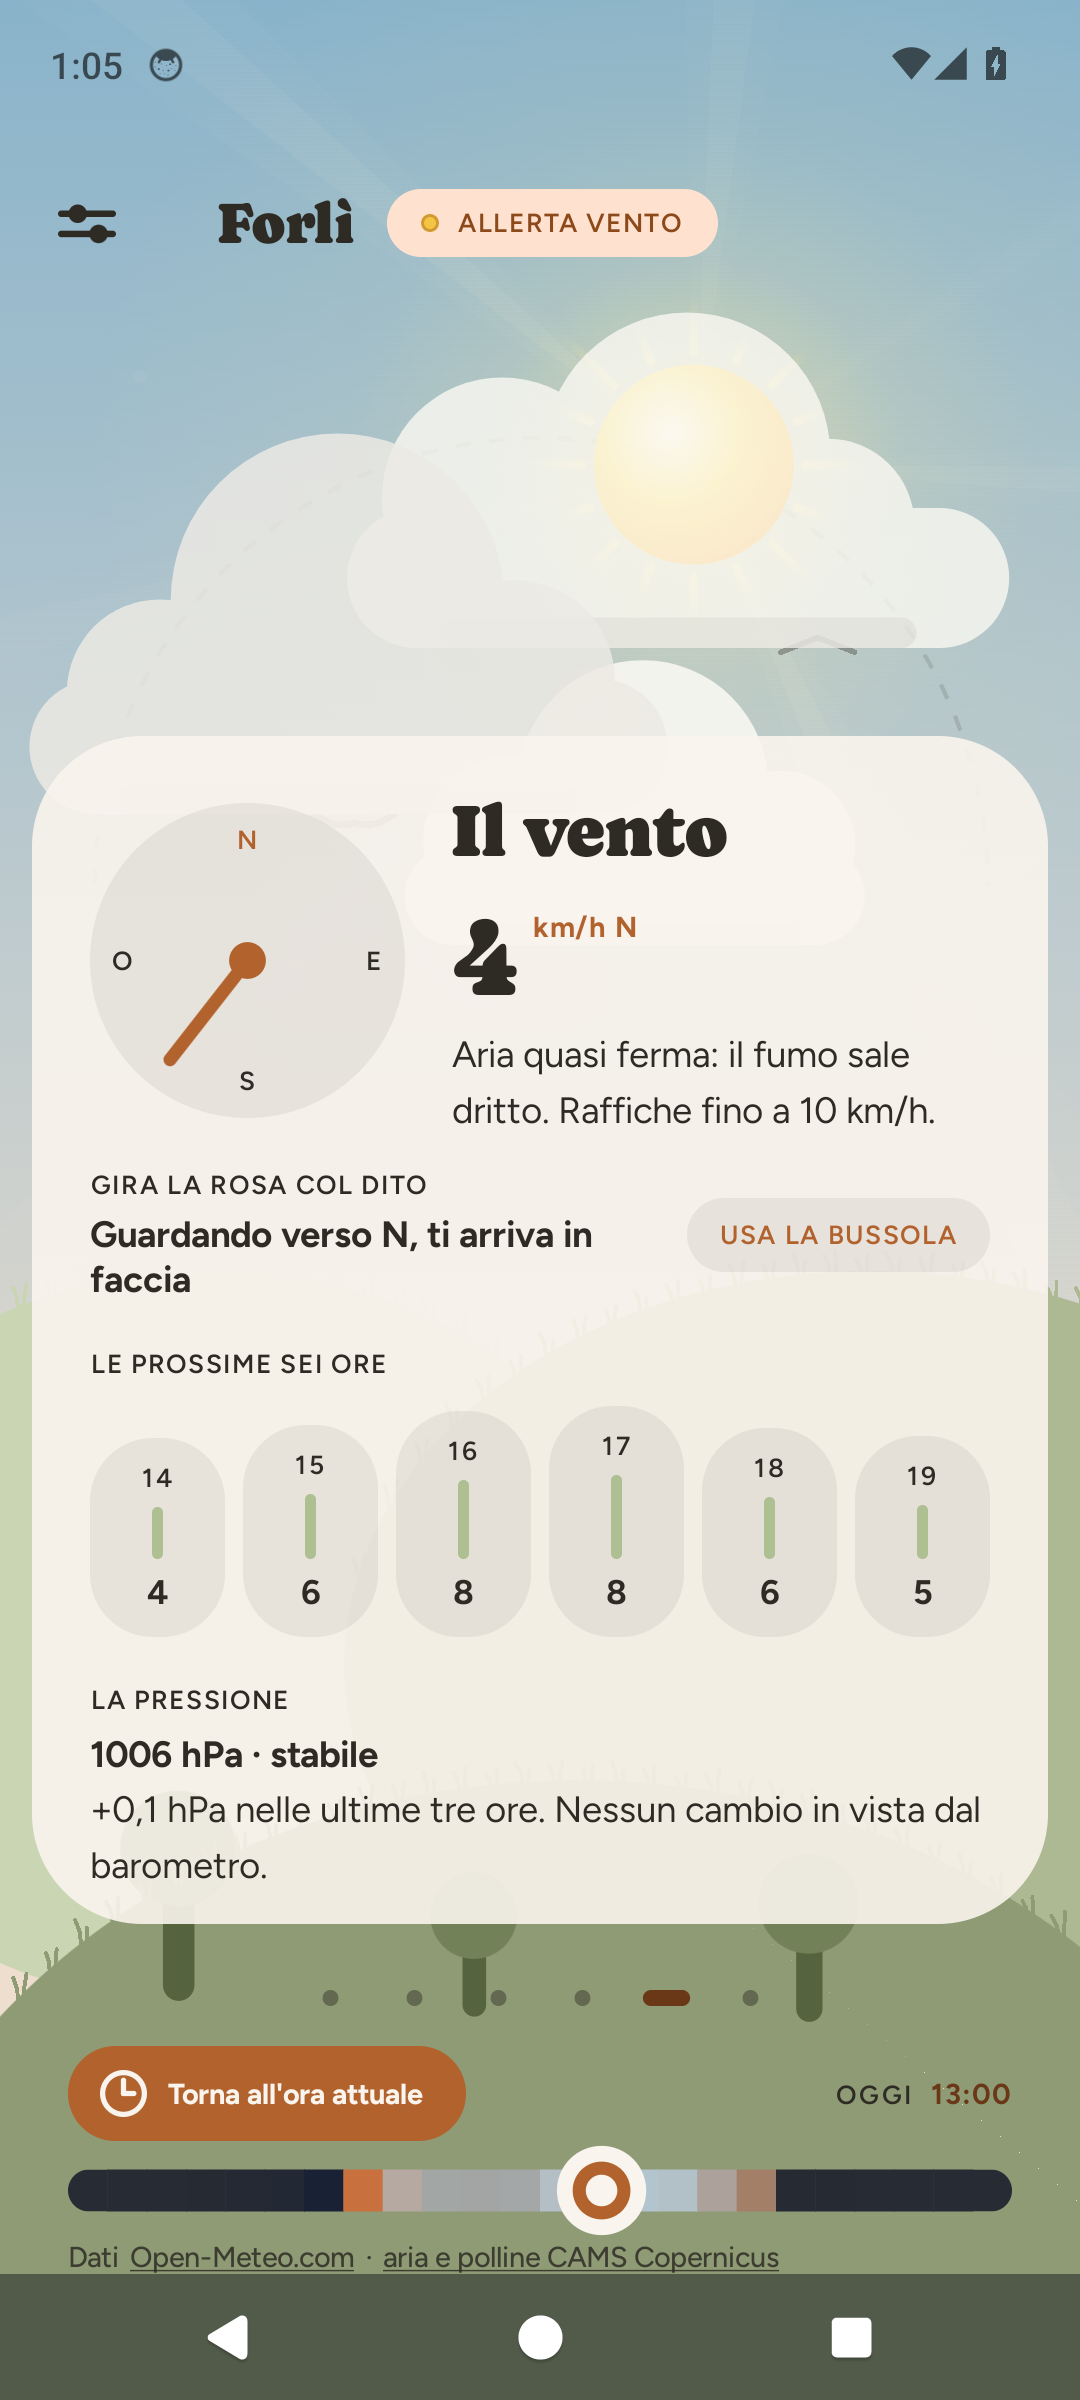 1:05
Forlì
ALLERTA VENTO
Il vento
4 km/h N
Aria quasi ferma: il fumo sale
dritto. Raffiche fino a 10 km/h.
N
O
E
S
GIRA LA ROSA COL DITO
Guardando verso N, ti arriva in
faccia
USA LA BUSSOLA
LE PROSSIME SEI ORE
14 15 16 17 18 19
4 6 8 8 6 5
LA PRESSIONE
1006 hPa · stabile
+0,1 hPa nelle ultime tre ore. Nessun cambio in vista dal
barometro.
Torna all'ora attuale
OGGI 13:00
Dati Open-Meteo.com · aria e polline CAMS Copernicus